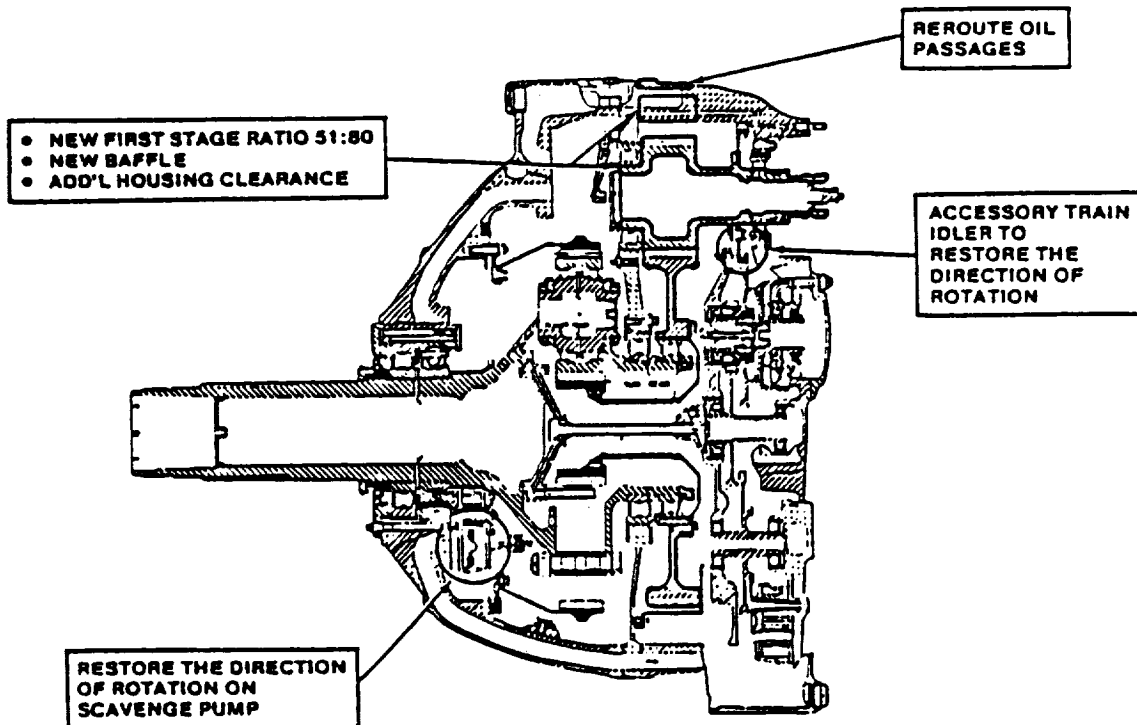 REROUTE OIL
PASSAGES
• NEW FIRST STAGE RATIO 51:80
• NEW BAFFLE
• ADD'L HOUSING CLEARANCE
ACCESSORY TRAIN
IDLER TO
RESTORE THE
DIRECTION OF
ROTATION
RESTORE THE DIRECTION
OF ROTATION ON
SCAVENGE PUMP